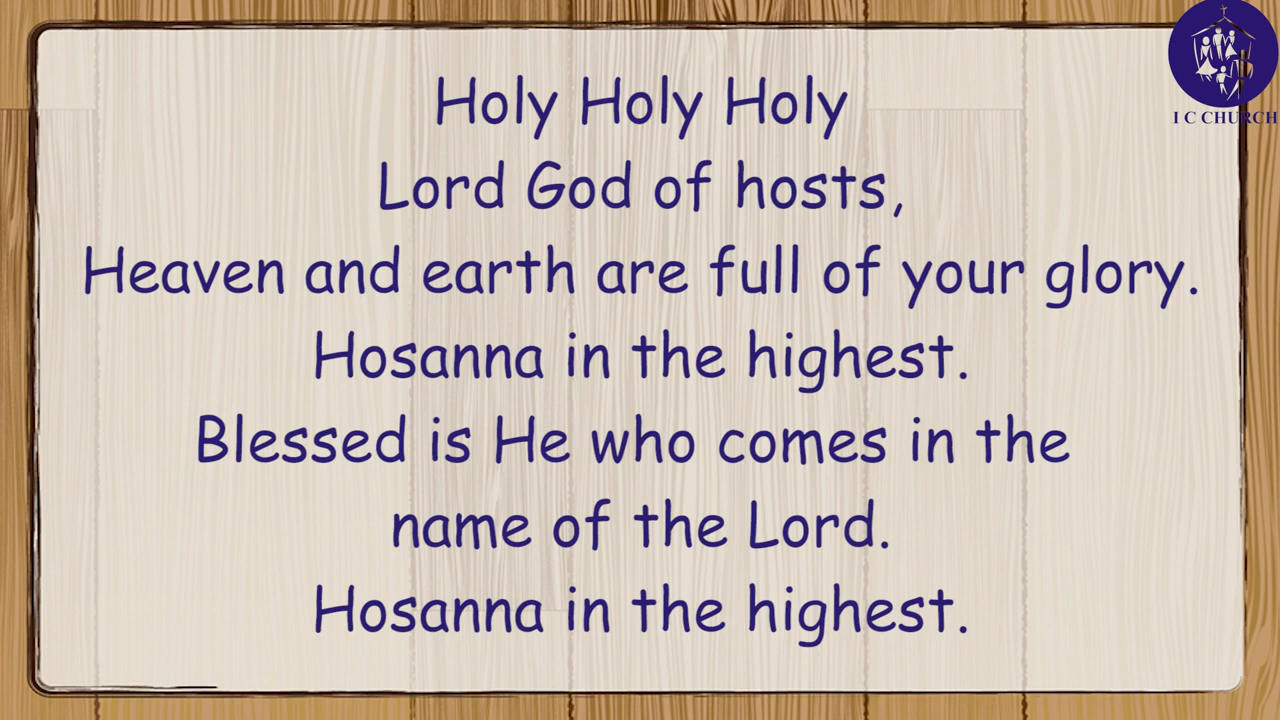 I C CHURCH
Holy Holy Holy
Lord God of hosts,
Heaven and earth are full of your glory.
Hosanna in the highest.
Blessed is He who comes in the
name of the Lord.
Hosanna in the highest.